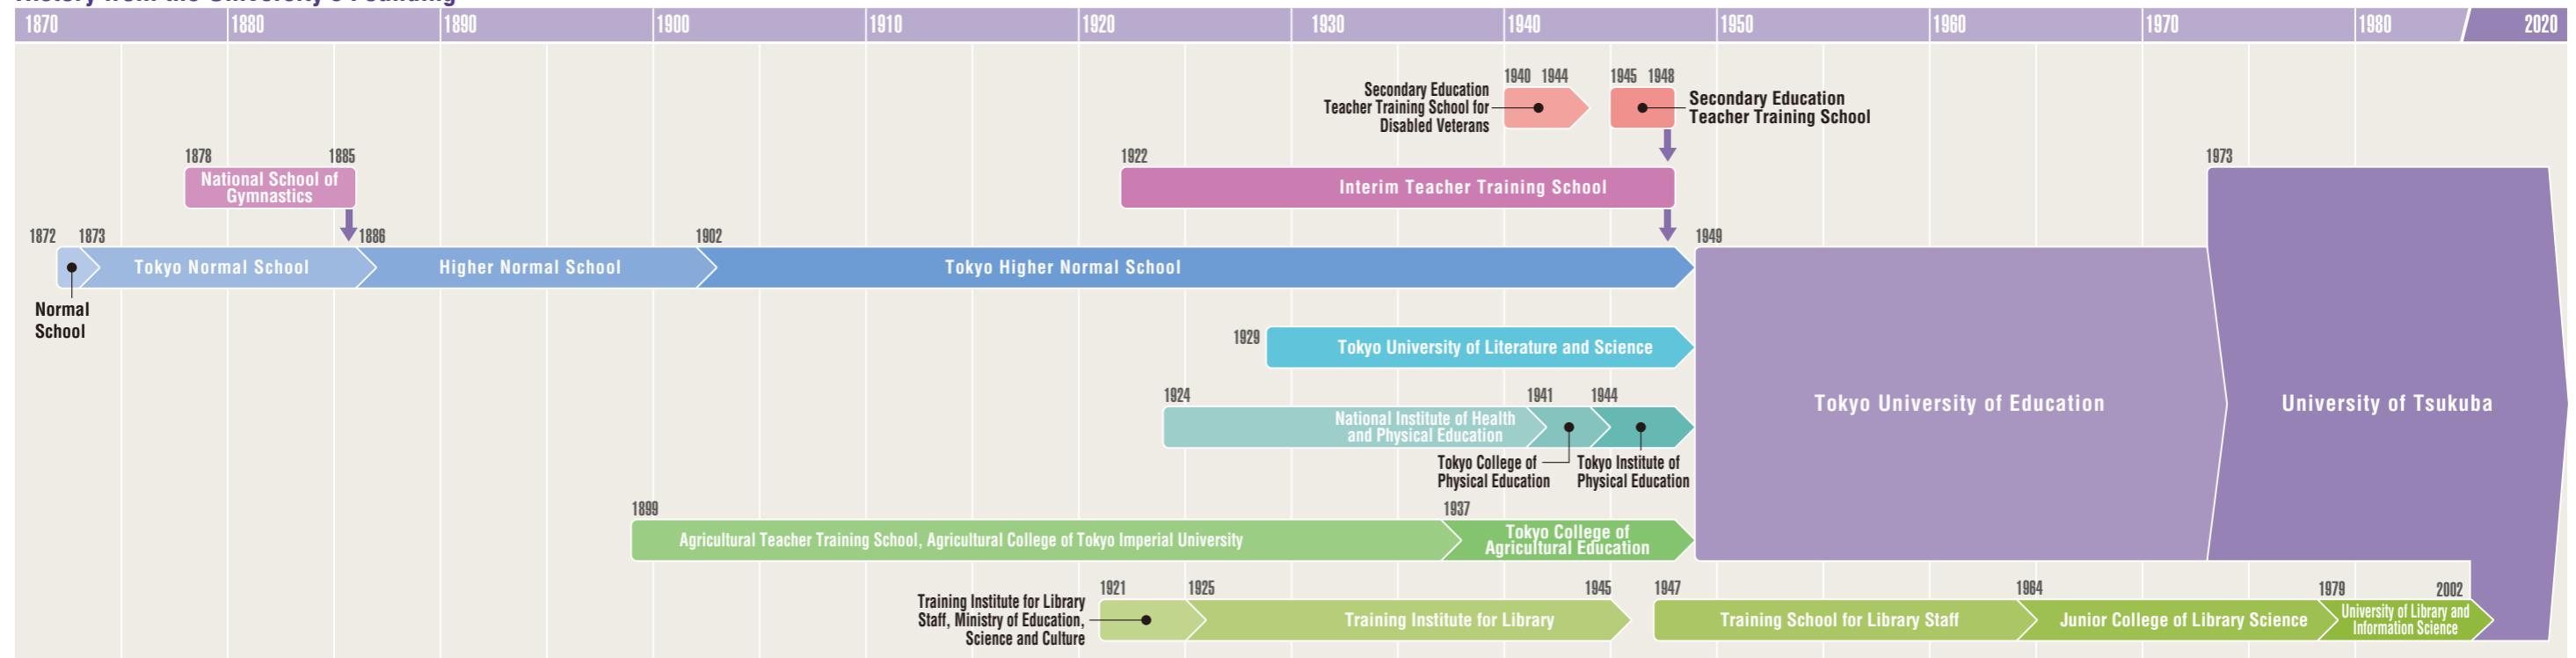 History from the University's Founding
1870 1880 1890 1900 1910 1920 1930 1940 1950 1960 1970 1980 2020
1940 1944 1945 1948
Secondary Education
Teacher Training School for
Disabled Veterans
Secondary Education
Teacher Training School
1878 1885
National School of
Gymnastics
1922
Interim Teacher Training School
1973
1872 1873 1886 1902 1949
Tokyo Normal School
Higher Normal School
Tokyo Higher Normal School
Normal
School
1929
Tokyo University of Literature and Science
1924 1941 1944
National Institute of Health
and Physical Education
Tokyo College of
Physical Education
Tokyo Institute of
Physical Education
Tokyo University of Education
University of Tsukuba
1899 1937
Agricultural Teacher Training School, Agricultural College of Tokyo Imperial University
Tokyo College of
Agricultural Education
1921 1925 1945 1947 1964 1979 2002
Training Institute for Library
Staff, Ministry of Education,
Science and Culture
Training Institute for Library
Training School for Library Staff
Junior College of Library Science
University of Library and
Information Science